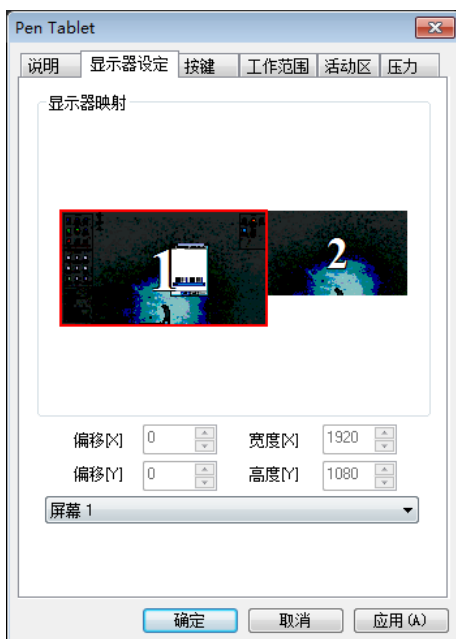 Pen Tablet
说明 显示器设定 按键 工作范围 活动区 压力
显示器映射
1 2
偏移[X] 0 宽度[X] 1920
偏移[Y] 0 高度[Y] 1080
屏幕 1
确定 取消 应用(A)